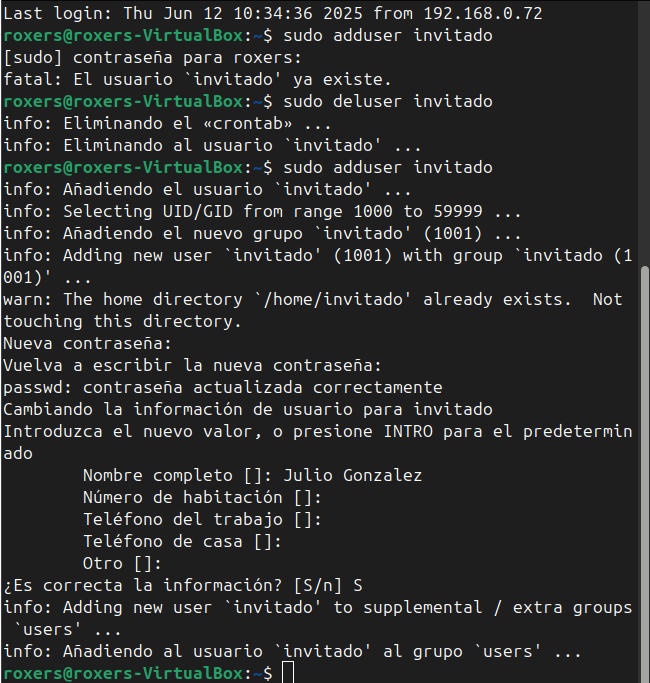 Last login: Thu Jun 12 10:34:36 2025 from 192.168.0.72
roxers@roxers-VirtualBox:~$ sudo adduser invitado
[sudo] contraseña para roxers:
fatal: El usuario `invitado' ya existe.
roxers@roxers-VirtualBox:~$ sudo deluser invitado
info: Eliminando el «crontab» ...
info: Eliminando al usuario `invitado' ...
roxers@roxers-VirtualBox:~$ sudo adduser invitado
info: Añadiendo el usuario `invitado' ...
info: Selecting UID/GID from range 1000 to 59999 ...
info: Añadiendo el nuevo grupo `invitado' (1001) ...
info: Adding new user `invitado' (1001) with group `invitado (1
001)' ...
warn: The home directory `/home/invitado' already exists.  Not
touching this directory.
Nueva contraseña:
Vuelva a escribir la nueva contraseña:
passwd: contraseña actualizada correctamente
Cambiando la información de usuario para invitado
Introduzca el nuevo valor, o presione INTRO para el predetermin
ado
        Nombre completo []: Julio Gonzalez
        Número de habitación []:
        Teléfono del trabajo []:
        Teléfono de casa []:
        Otro []:
¿Es correcta la información? [S/n] S
info: Adding new user `invitado' to supplemental / extra groups
 `users' ...
info: Añadiendo al usuario `invitado' al grupo `users' ...
roxers@roxers-VirtualBox:~$